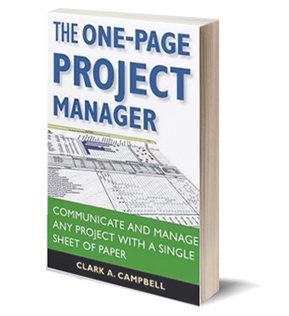 THE ONE-PAGE
PROJECT
MANAGER
COMMUNICATE AND MANAGE
ANY PROJECT WITH A SINGLE
SHEET OF PAPER
CLARK A. CAMPBELL